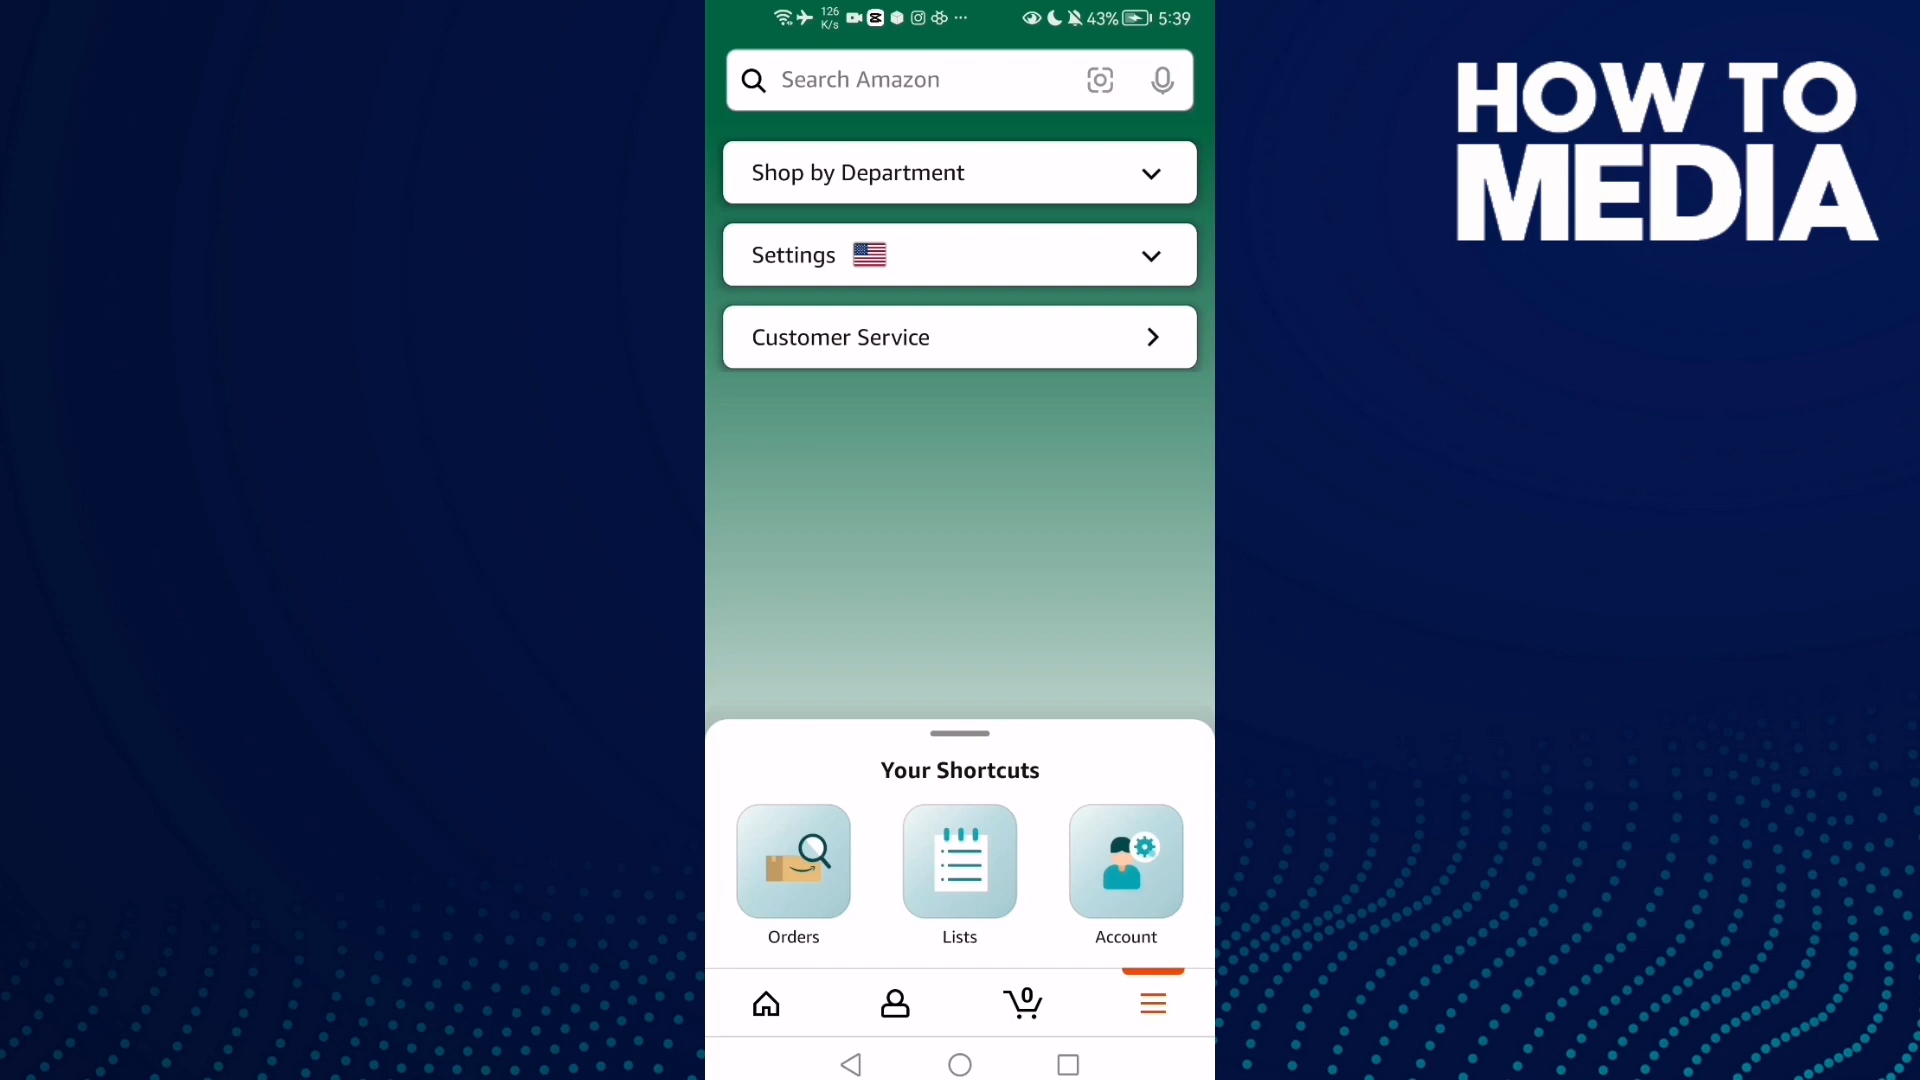 126
K/s
43%
5:39
Search Amazon
HOW TO
MEDIA
Shop by Department
Settings
Customer Service
Your Shortcuts
Orders
Lists
Account
0